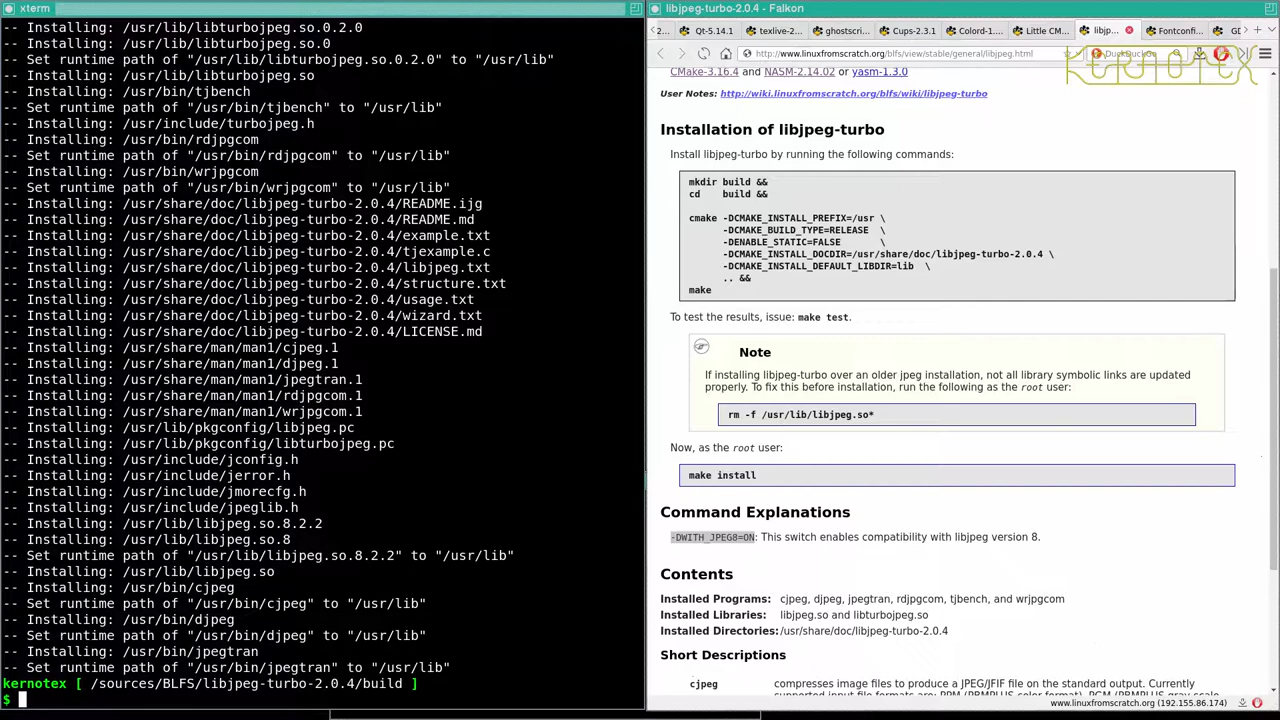 xterm
-- Installing: /usr/lib/libturbojpeg.so.0.2.0
-- Installing: /usr/lib/libturbojpeg.so.0
-- Set runtime path of "/usr/lib/libturbojpeg.so.0.2.0" to "/usr/lib"
-- Installing: /usr/lib/libturbojpeg.so
-- Installing: /usr/bin/tjbench
-- Set runtime path of "/usr/bin/tjbench" to "/usr/lib"
-- Installing: /usr/include/turbojpeg.h
-- Installing: /usr/bin/rdjpgcom
-- Set runtime path of "/usr/bin/rdjpgcom" to "/usr/lib"
-- Installing: /usr/bin/wrjpgcom
-- Set runtime path of "/usr/bin/wrjpgcom" to "/usr/lib"
-- Installing: /usr/share/doc/libjpeg-turbo-2.0.4/README.ijg
-- Installing: /usr/share/doc/libjpeg-turbo-2.0.4/README.md
-- Installing: /usr/share/doc/libjpeg-turbo-2.0.4/example.txt
-- Installing: /usr/share/doc/libjpeg-turbo-2.0.4/tjexample.c
-- Installing: /usr/share/doc/libjpeg-turbo-2.0.4/libjpeg.txt
-- Installing: /usr/share/doc/libjpeg-turbo-2.0.4/structure.txt
-- Installing: /usr/share/doc/libjpeg-turbo-2.0.4/usage.txt
-- Installing: /usr/share/doc/libjpeg-turbo-2.0.4/wizard.txt
-- Installing: /usr/share/doc/libjpeg-turbo-2.0.4/LICENSE.md
-- Installing: /usr/share/man/man1/cjpeg.1
-- Installing: /usr/share/man/man1/djpeg.1
-- Installing: /usr/share/man/man1/jpegtran.1
-- Installing: /usr/share/man/man1/rdjpgcom.1
-- Installing: /usr/share/man/man1/wrjpgcom.1
-- Installing: /usr/lib/pkgconfig/libjpeg.pc
-- Installing: /usr/lib/pkgconfig/libturbojpeg.pc
-- Installing: /usr/include/jconfig.h
-- Installing: /usr/include/jerror.h
-- Installing: /usr/include/jmorecfg.h
-- Installing: /usr/include/jpeglib.h
-- Installing: /usr/lib/libjpeg.so.8.2.2
-- Installing: /usr/lib/libjpeg.so.8
-- Set runtime path of "/usr/lib/libjpeg.so.8.2.2" to "/usr/lib"
-- Installing: /usr/lib/libjpeg.so
-- Installing: /usr/bin/cjpeg
-- Set runtime path of "/usr/bin/cjpeg" to "/usr/lib"
-- Installing: /usr/bin/djpeg
-- Set runtime path of "/usr/bin/djpeg" to "/usr/lib"
-- Installing: /usr/bin/jpegtran
-- Set runtime path of "/usr/bin/jpegtran" to "/usr/lib"
kernotex [ /sources/BLFS/libjpeg-turbo-2.0.4/build ]
$
libjpeg-turbo-2.0.4 - Falkon
2... Qt-5.14.1 texlive-2... ghostscri... Cups-2.3.1 Colord-1.... Little CM... libjp... Fontconfi... GD
http://www.linuxfromscratch.org/blfs/view/stable/general/libjpeg.html
KERNOTEX
CMake-3.16.4 and NASM-2.14.02 or yasm-1.3.0
User Notes: http://wiki.linuxfromscratch.org/blfs/wiki/libjpeg-turbo
Installation of libjpeg-turbo
Install libjpeg-turbo by running the following commands:
mkdir build &&
cd    build &&
cmake -DCMAKE_INSTALL_PREFIX=/usr \
-DCMAKE_BUILD_TYPE=RELEASE  \
-DENABLE_STATIC=FALSE       \
-DCMAKE_INSTALL_DOCDIR=/usr/share/doc/libjpeg-turbo-2.0.4 \
-DCMAKE_INSTALL_DEFAULT_LIBDIR=lib  \
.. &&
make
To test the results, issue: make test.
Note
If installing libjpeg-turbo over an older jpeg installation, not all library symbolic links are updated
properly. To fix this before installation, run the following as the root user:
rm -f /usr/lib/libjpeg.so*
Now, as the root user:
make install
Command Explanations
-DWITH_JPEG8=ON: This switch enables compatibility with libjpeg version 8.
Contents
Installed Programs: cjpeg, djpeg, jpegtran, rdjpgcom, tjbench, and wrjpgcom
Installed Libraries: libjpeg.so and libturbojpeg.so
Installed Directories: /usr/share/doc/libjpeg-turbo-2.0.4
Short Descriptions
cjpeg compresses image files to produce a JPEG/JFIF file on the standard output. Currently
supported input file formats are: PPM (PBMPLUS color format), PGM (PBMPLUS gray-scale
www.linuxfromscratch.org (192.155.86.174)